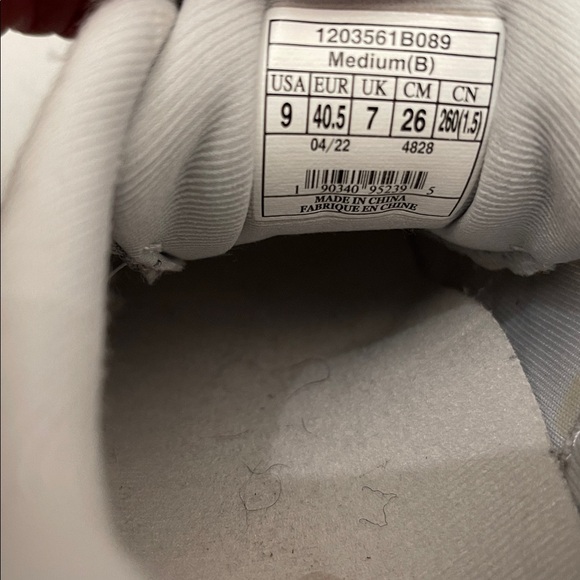 1203561B089
Medium(B)
USA EUR UK CM CN
9 40.5 7 26 260(1.5)
04/22 4828
1 90340 95239 5
MADE IN CHINA
FABRIQUE EN CHINE